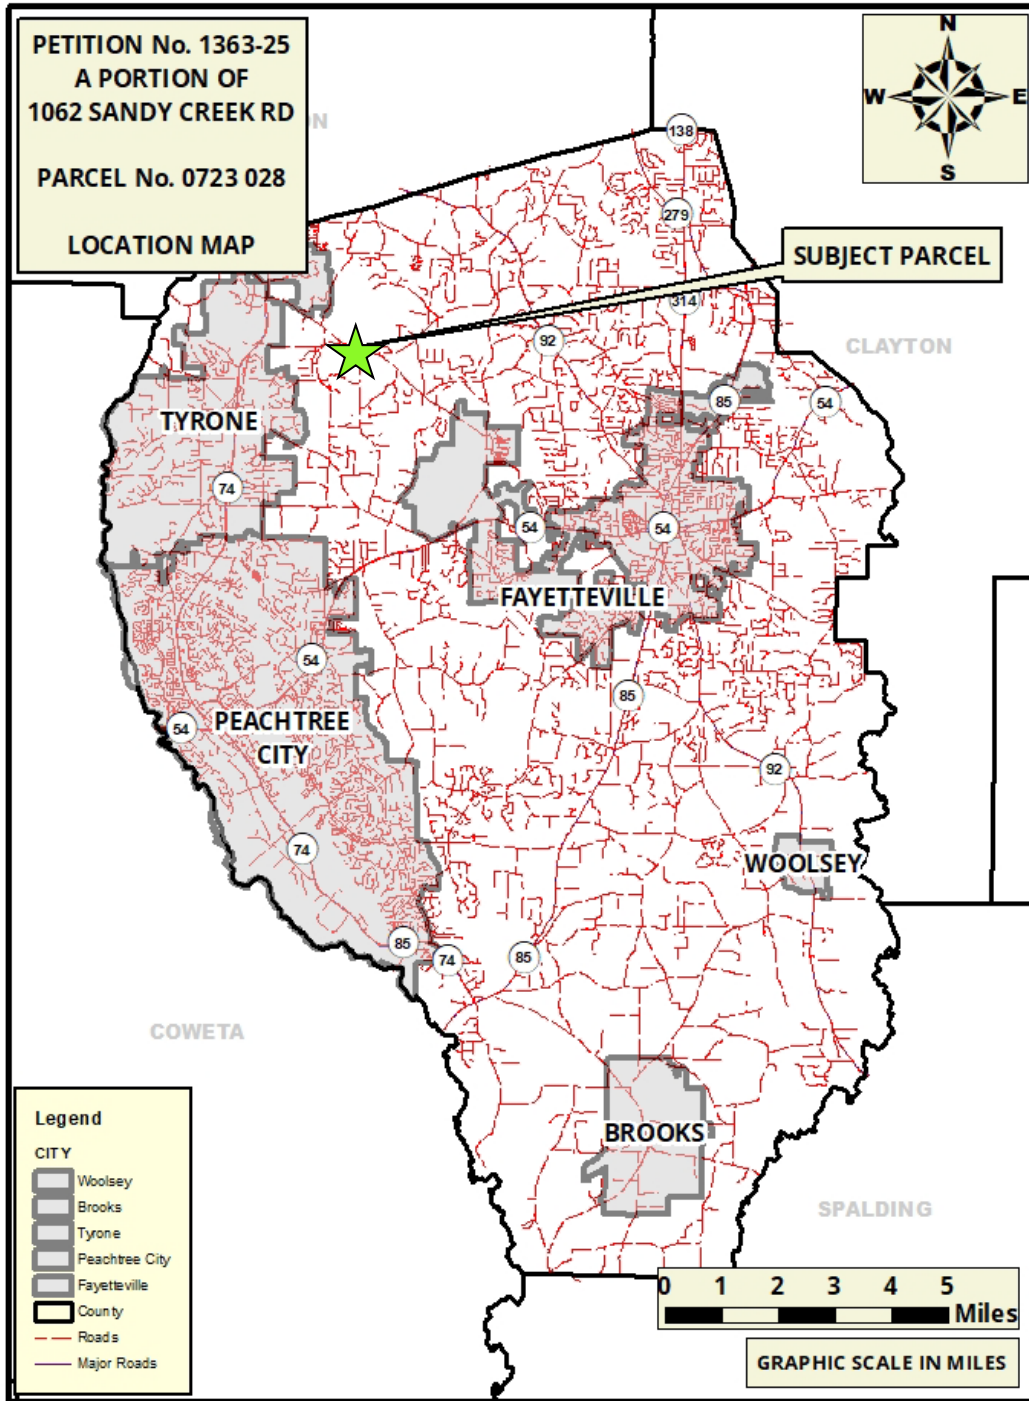 PETITION No. 1363-25
A PORTION OF
1062 SANDY CREEK RD
PARCEL No. 0723 028
LOCATION MAP
N
W
E
S
ON
138
279
SUBJECT PARCEL
314
92
CLAYTON
85
54
TYRONE
74
54
54
FAYETTEVILLE
54
85
PEACHTREE
CITY
54
92
74
WOOLSEY
85
74
85
COWETA
BROOKS
SPALDING
Legend
CITY
Woolsey
Brooks
Tyrone
Peachtree City
Fayetteville
County
Roads
Major Roads
0 1 2 3 4 5
Miles
GRAPHIC SCALE IN MILES